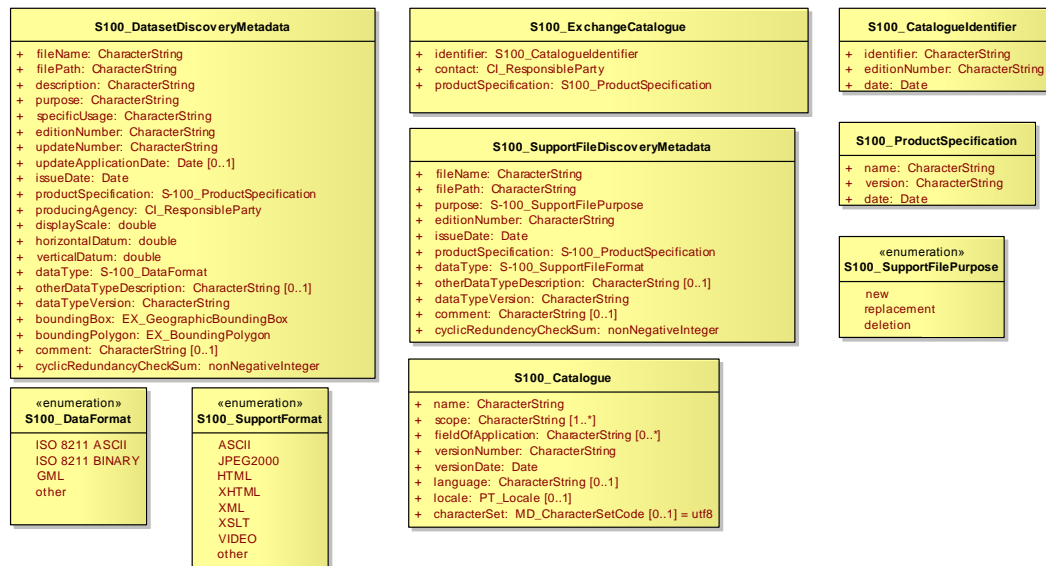 S100_DatasetDiscoveryMetadata
+ fileName: CharacterString
+ filePath: CharacterString
+ description: CharacterString
+ purpose: CharacterString
+ specificUsage: CharacterString
+ editionNumber: CharacterString
+ updateNumber: CharacterString
+ updateApplicationDate: Date [0..1]
+ issueDate: Date
+ productSpecification: S-100_ProductSpecification
+ producingAgency: CI_ResponsibleParty
+ displayScale: double
+ horizontalDatum: double
+ verticalDatum: double
+ dataType: S-100_DataFormat
+ otherDataTypeDescription: CharacterString [0..1]
+ dataTypeVersion: CharacterString
+ boundingBox: EX_GeographicBoundingBox
+ boundingPolygon: EX_BoundingPolygon
+ comment: CharacterString [0..1]
+ cyclicRedundancyCheckSum: nonNegativeInteger
S100_ExchangeCatalogue
+ identifier: S100_CatalogueIdentifier
+ contact: CI_ResponsibleParty
+ productSpecification: S100_ProductSpecification
S100_CatalogueIdentifier
+ identifier: CharacterString
+ editionNumber: CharacterString
+ date: Date
S100_SupportFileDiscoveryMetadata
+ fileName: CharacterString
+ filePath: CharacterString
+ purpose: S-100_SupportFilePurpose
+ editionNumber: CharacterString
+ issueDate: Date
+ productSpecification: S-100_ProductSpecification
+ dataType: S-100_SupportFileFormat
+ otherDataTypeDescription: CharacterString [0..1]
+ dataTypeVersion: CharacterString
+ comment: CharacterString [0..1]
+ cyclicRedundencyCheckSum: nonNegativeInteger
S100_ProductSpecification
+ name: CharacterString
+ version: CharacterString
+ date: Date
«enumeration»
S100_SupportFilePurpose
new
replacement
deletion
«enumeration»
S100_DataFormat
ISO 8211 ASCII
ISO 8211 BINARY
GML
other
«enumeration»
S100_SupportFormat
ASCII
JPEG2000
HTML
XHTML
XML
XSLT
VIDEO
other
S100_Catalogue
+ name: CharacterString
+ scope: CharacterString [1..*]
+ fieldOfApplication: CharacterString [0..*]
+ versionNumber: CharacterString
+ versionDate: Date
+ language: CharacterString [0..1]
+ locale: PT_Locale [0..1]
+ characterSet: MD_CharacterSetCode [0..1] = utf8